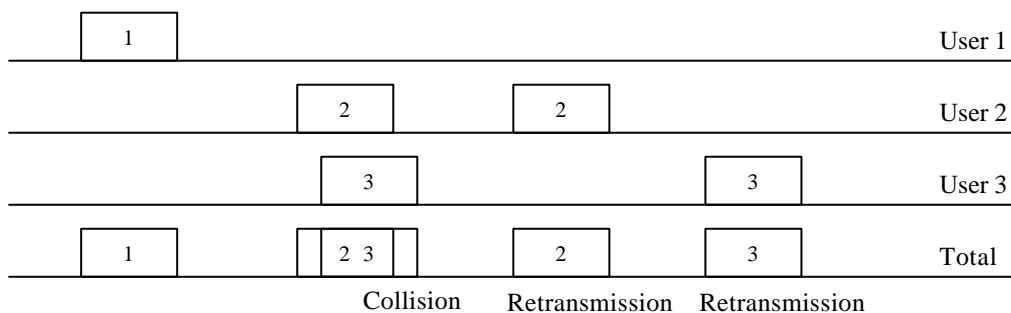 1 User 1
2 2 User 2
3 3 User 3
1 2 3 2 3 Total
Collision Retransmission Retransmission